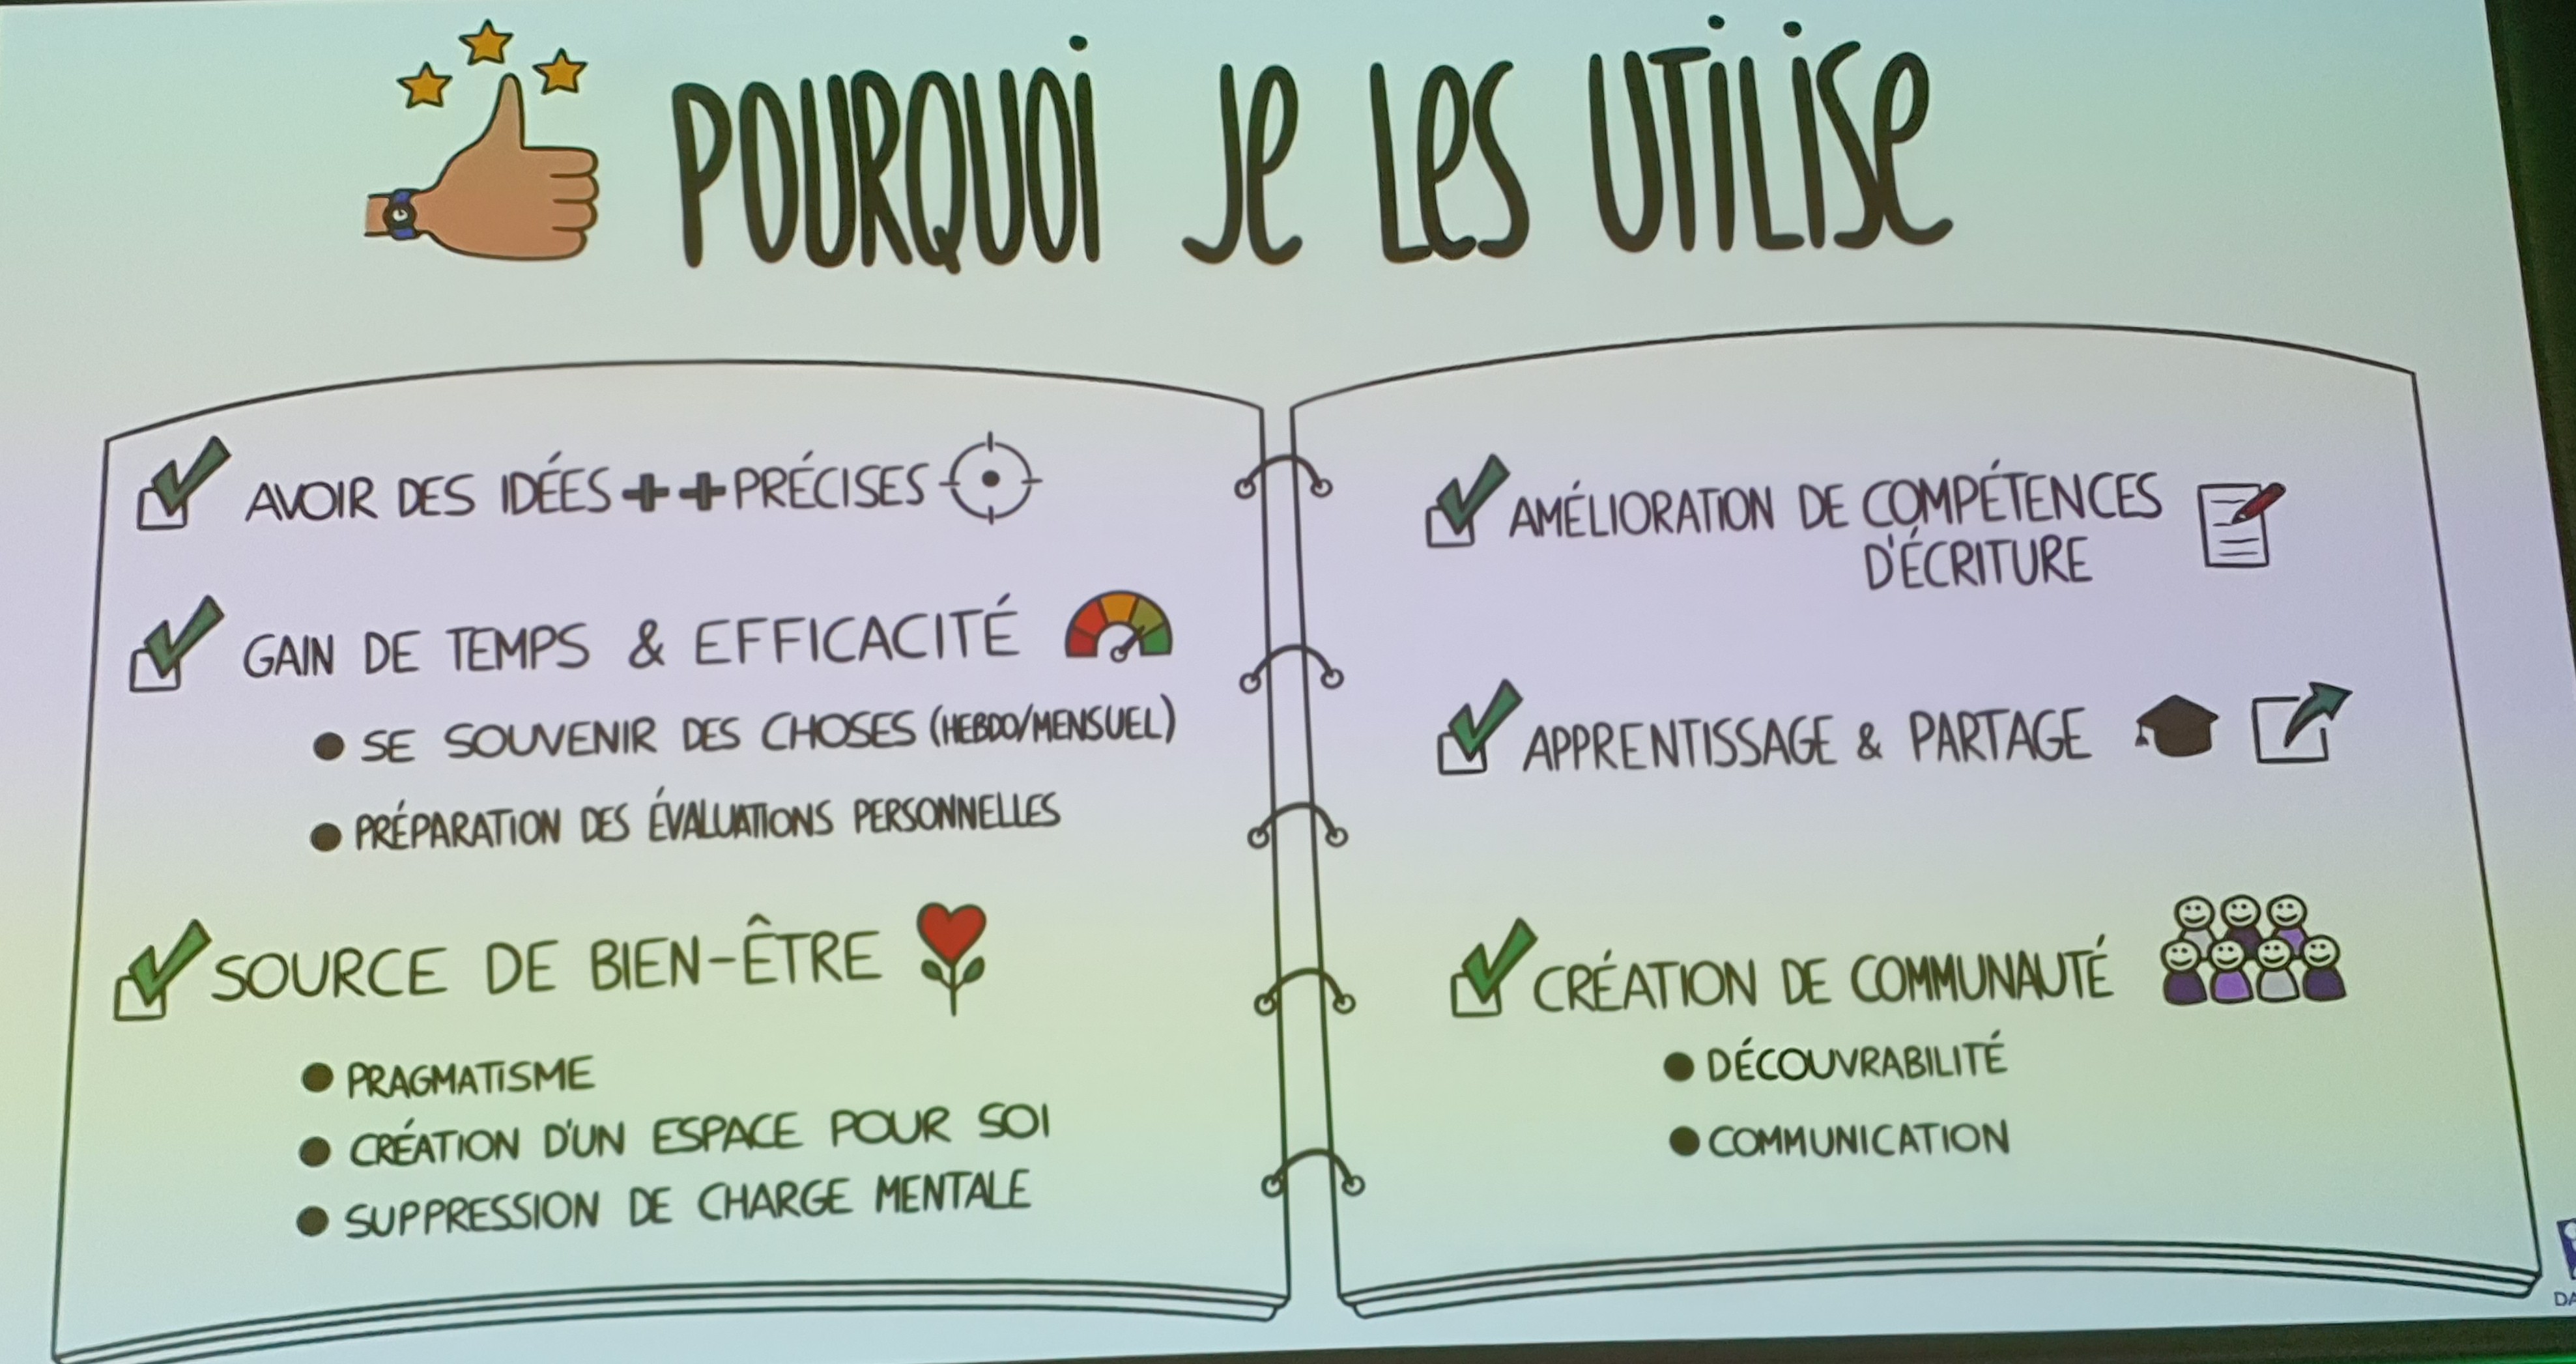 POURQUOI JE LES UTILISE
AVOIR DES IDÉES ++ PRÉCISES
GAIN DE TEMPS & EFFICACITÉ
● SE SOUVENIR DES CHOSES (HEBDO/MENSUEL)
● PRÉPARATION DES ÉVALUATIONS PERSONNELLES
SOURCE DE BIEN-ÊTRE
● PRAGMATISME
● CRÉATION D'UN ESPACE POUR SOI
● SUPPRESSION DE CHARGE MENTALE
AMÉLIORATION DE COMPÉTENCES
D'ÉCRITURE
APPRENTISSAGE & PARTAGE
CRÉATION DE COMMUNAUTÉ
● DÉCOUVRABILITÉ
● COMMUNICATION